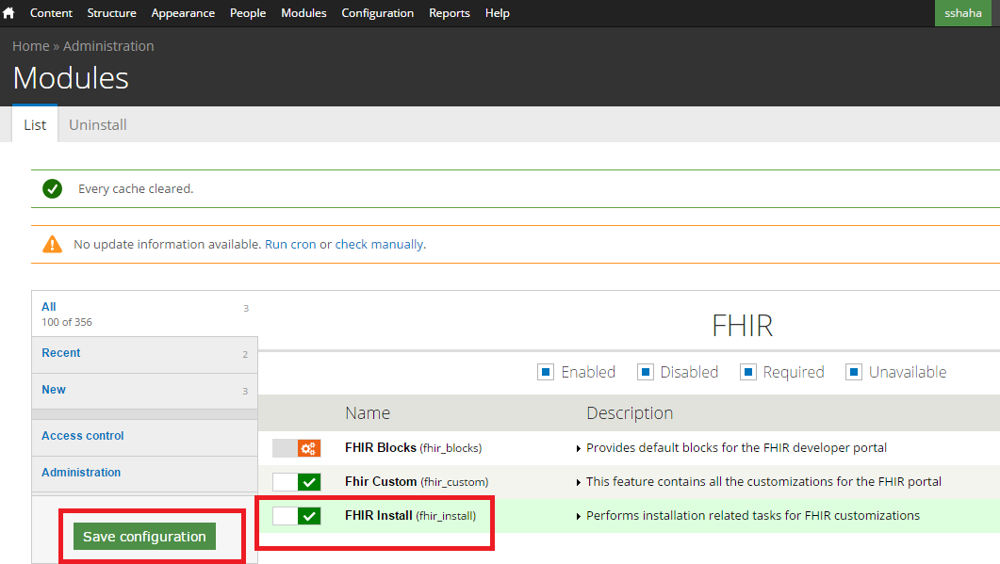 Content Structure Appearance People Modules Configuration Reports Help sshaha
Home » Administration
Modules
List Uninstall
Every cache cleared.
No update information available. Run cron or check manually.
All 3
100 of 356
Recent 2
New 3
Access control
Administration
Save configuration
FHIR
Enabled Disabled Required Unavailable
Name Description
FHIR Blocks (fhir_blocks) Provides default blocks for the FHIR developer portal
Fhir Custom (fhir_custom) This feature contains all the customizations for the FHIR portal
FHIR Install (fhir_install) Performs installation related tasks for FHIR customizations